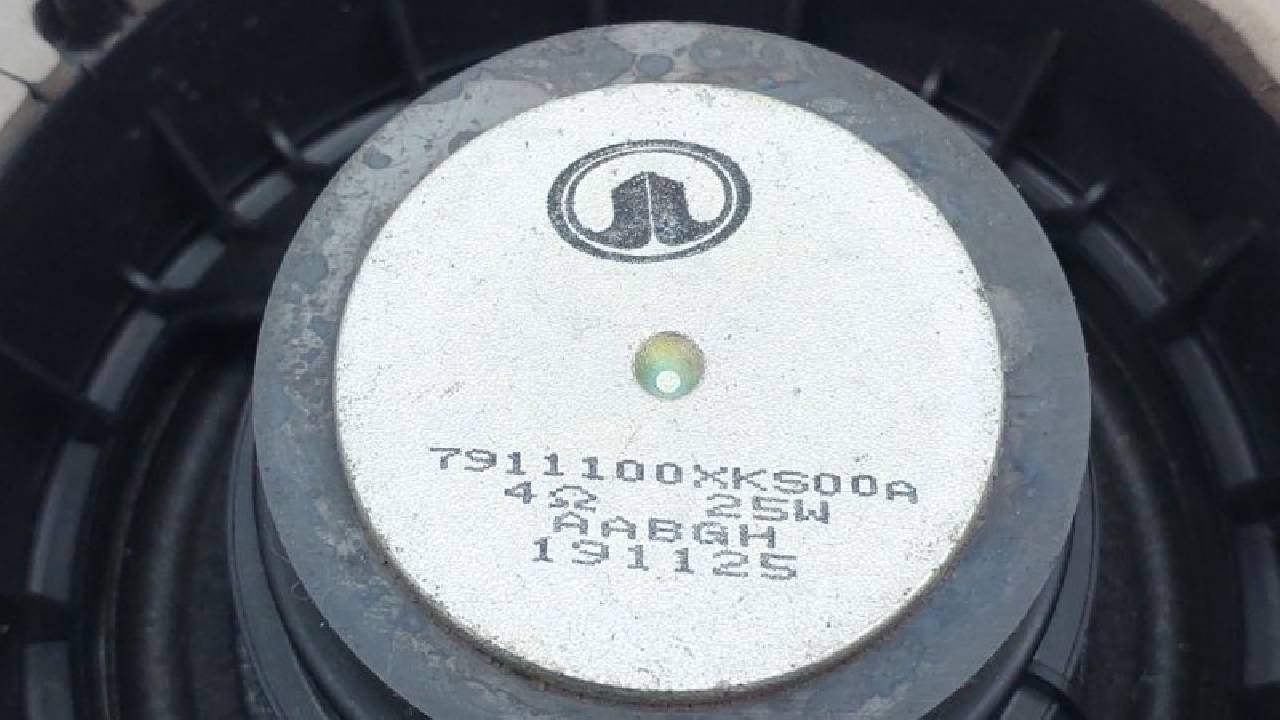 7911100XKS00A
4Ω 25W
AABGH
191125